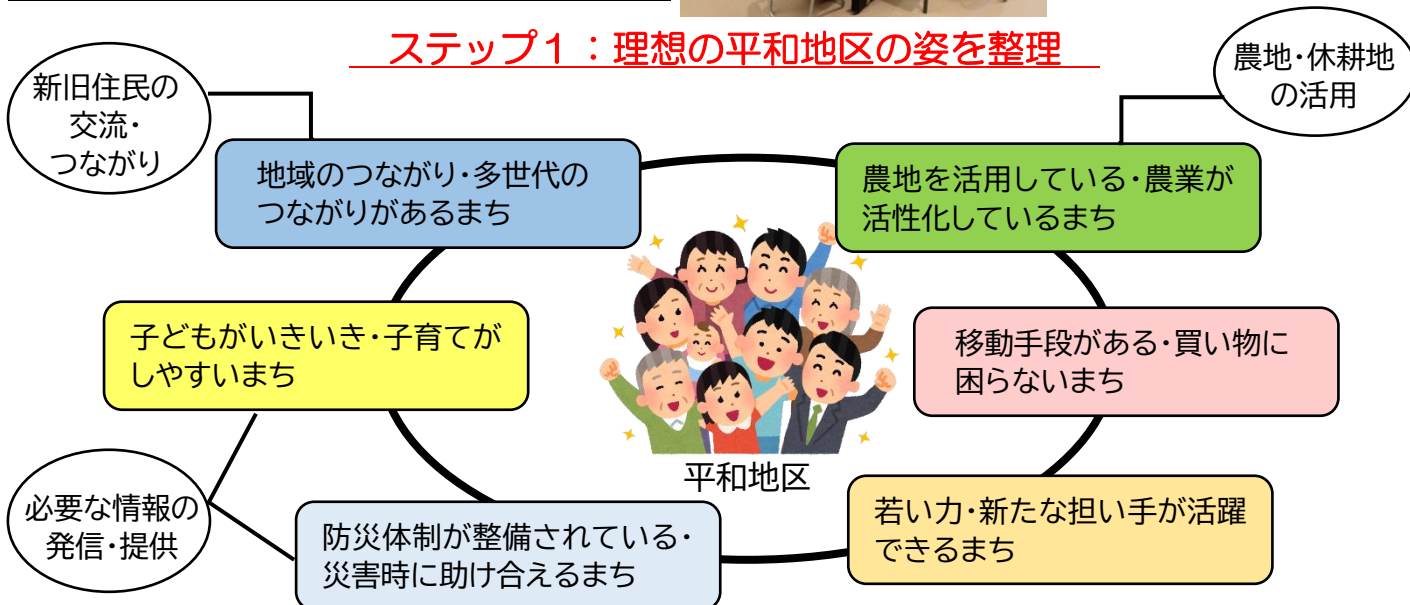 ステップ１：理想の平和地区の姿を整理
新旧住民の
交流・
つながり
農地・休耕地
の活用
地域のつながり・多世代の
つながりがあるまち
農地を活用している・農業が
活性化しているまち
子どもがいきいき・子育てが
しやすいまち
移動手段がある・買い物に
困らないまち
平和地区
必要な情報の
発信・提供
防災体制が整備されている・
災害時に助け合えるまち
若い力・新たな担い手が活躍
できるまち